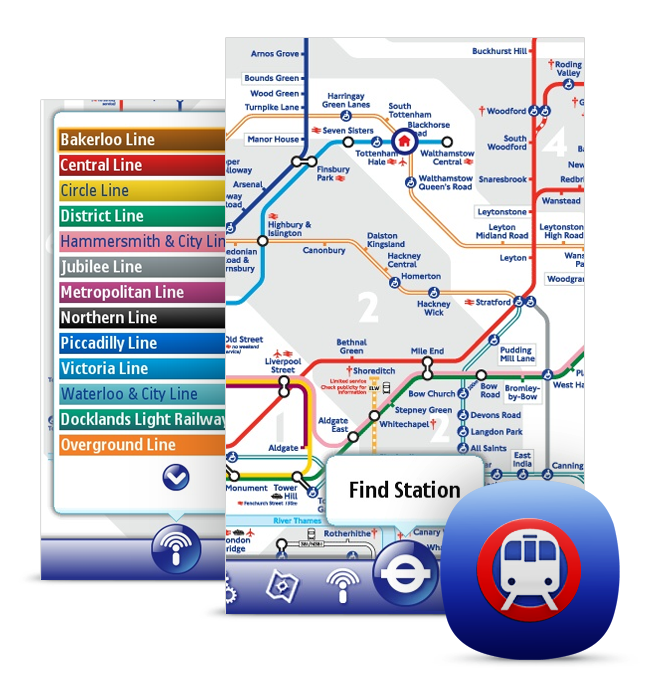 Bakerloo Line
Central Line
Circle Line
District Line
Hammersmith & City Lin
Jubilee Line
Metropolitan Line
Northern Line
Piccadilly Line
Victoria Line
Waterloo & City Line
Docklands Light Railway
Overground Line
Arnos Grove
Bounds Green
Wood Green
Turnpike Lane
Harringay
Green Lanes
South
Tottenham
Blackhorse
oad
Manor House
Seven Sisters
Tottenham
Hale
Walthamstow
Central
Finsbury
Park
Walthamstow
Queen's Road
Arsenal
Highbury &
Islington
Canonbury
Dalston
Kingsland
Hackney
Central
Homerton
Hackney
Wick
Buckhurst Hill
Roding
Valley
Woodford
South
Woodford
4
Snaresbrook
Redbri
Wanstead
Leytonstone
Leyton
Midland Road
Leytonstone
High Road
Leyton
Wans
Pa
Woodgran
Stratford
2
Old Street
Liverpool
Street
Bethnal
Green
Mile End
Shoreditch
Limited service
Check publicity for
information
Pudding
Mill Lane
Bow Church
Bow
Road
Bromley-
by-Bow
West Ha
Stepney Green
Whitechapel
Devons Road
Langdon Park
All Saints
Aldgate
East
Aldgate
1
2
East
India
Canning
Monument
Tower
Hill
Fenchurch Street 150m
River Thames
Find Station
ondon
ridge
Rotherhithe
Canary